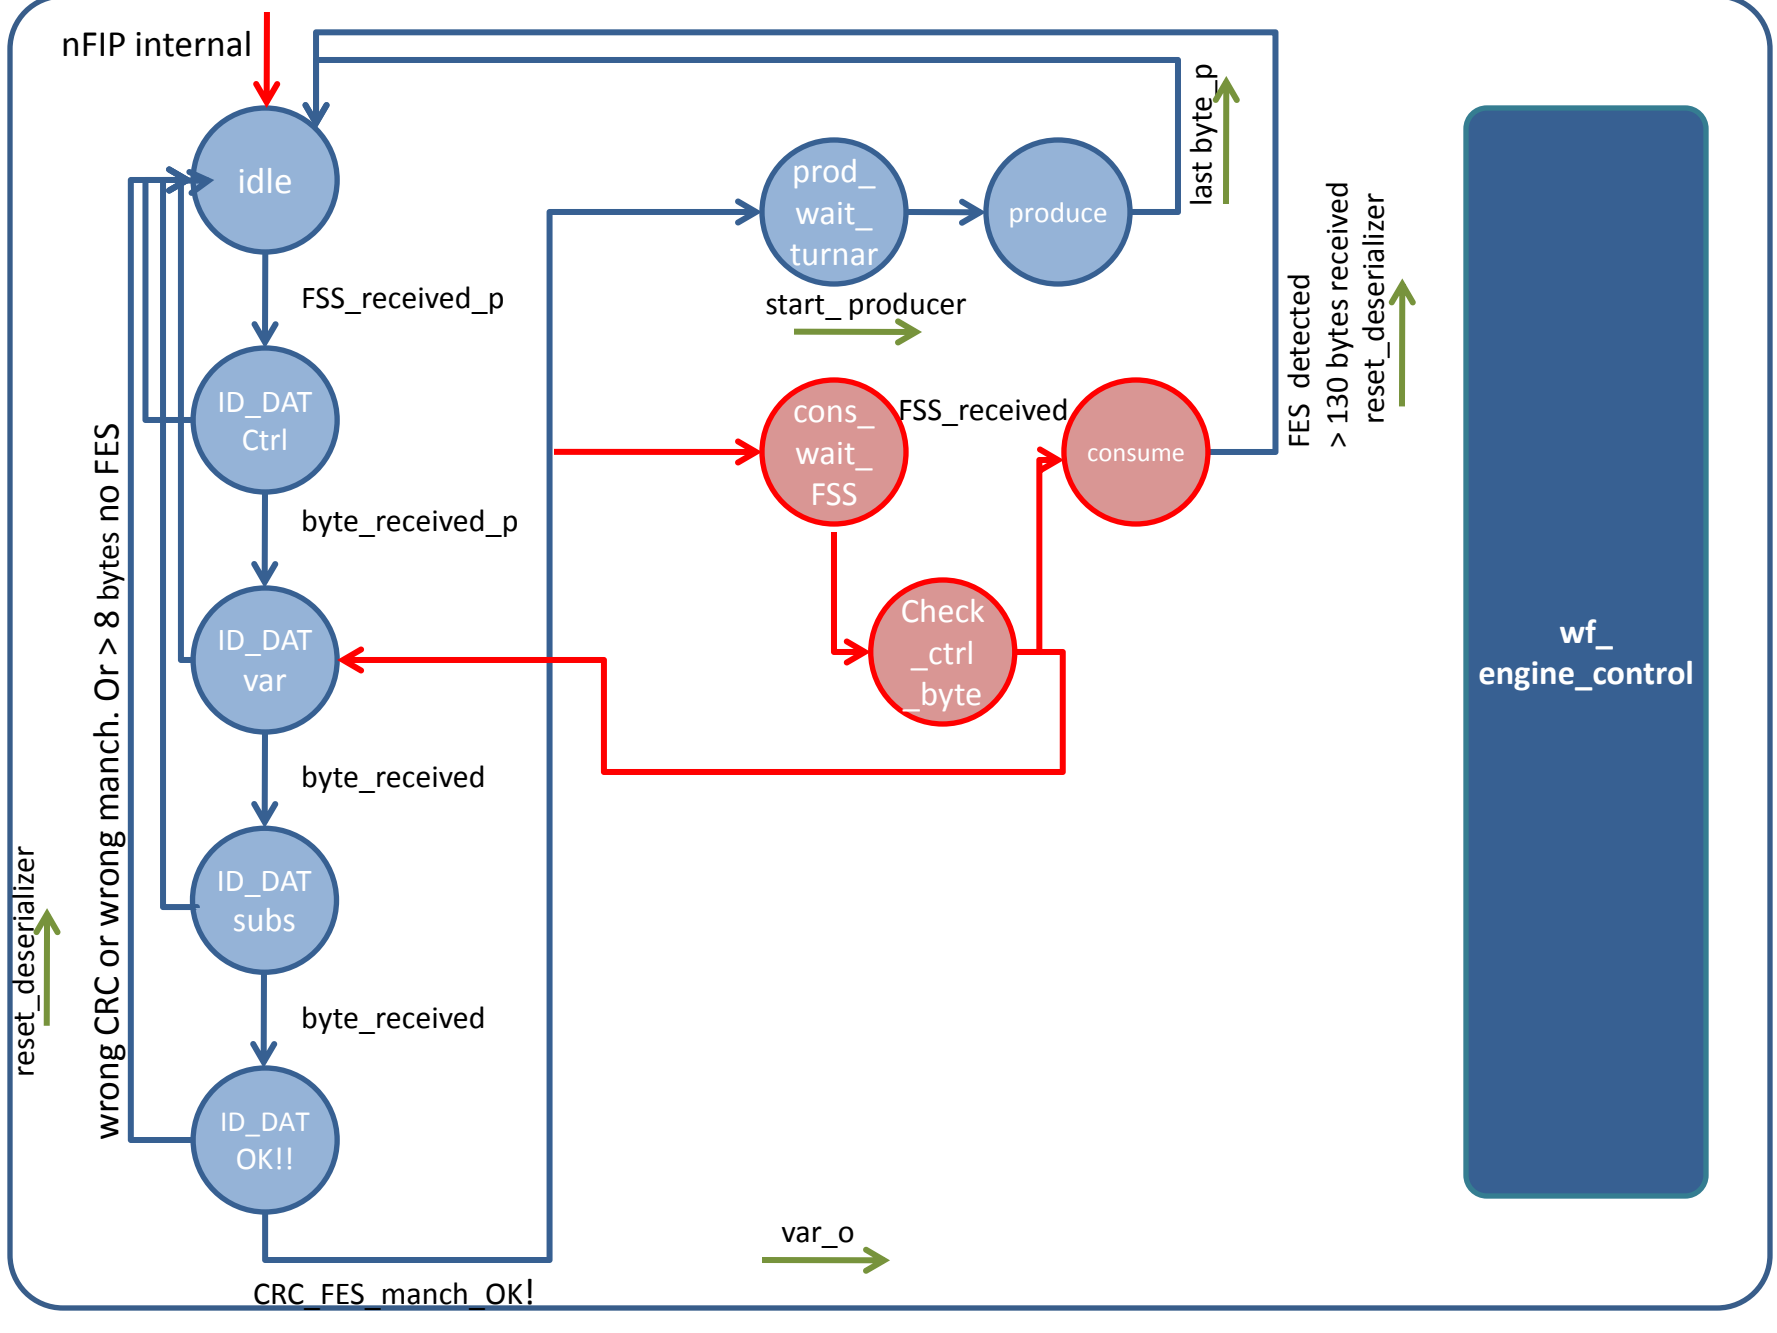 nFIP internal
idle
FSS_received_p
ID_DAT
Ctrl
byte_received_p
ID_DAT
var
byte_received
ID_DAT
subs
byte_received
ID_DAT
OK!!
CRC_FES_manch_OK!
wrong CRC or wrong manch. Or > 8 bytes no FES
reset_deserializer
prod_
wait_
turnar
start_ producer
produce
last byte_p
cons_
wait_
FSS
FSS_received
consume
Check
_ctrl
_byte
FES  detected
> 130 bytes received
reset_deserializer
var_o
wf_
engine_control